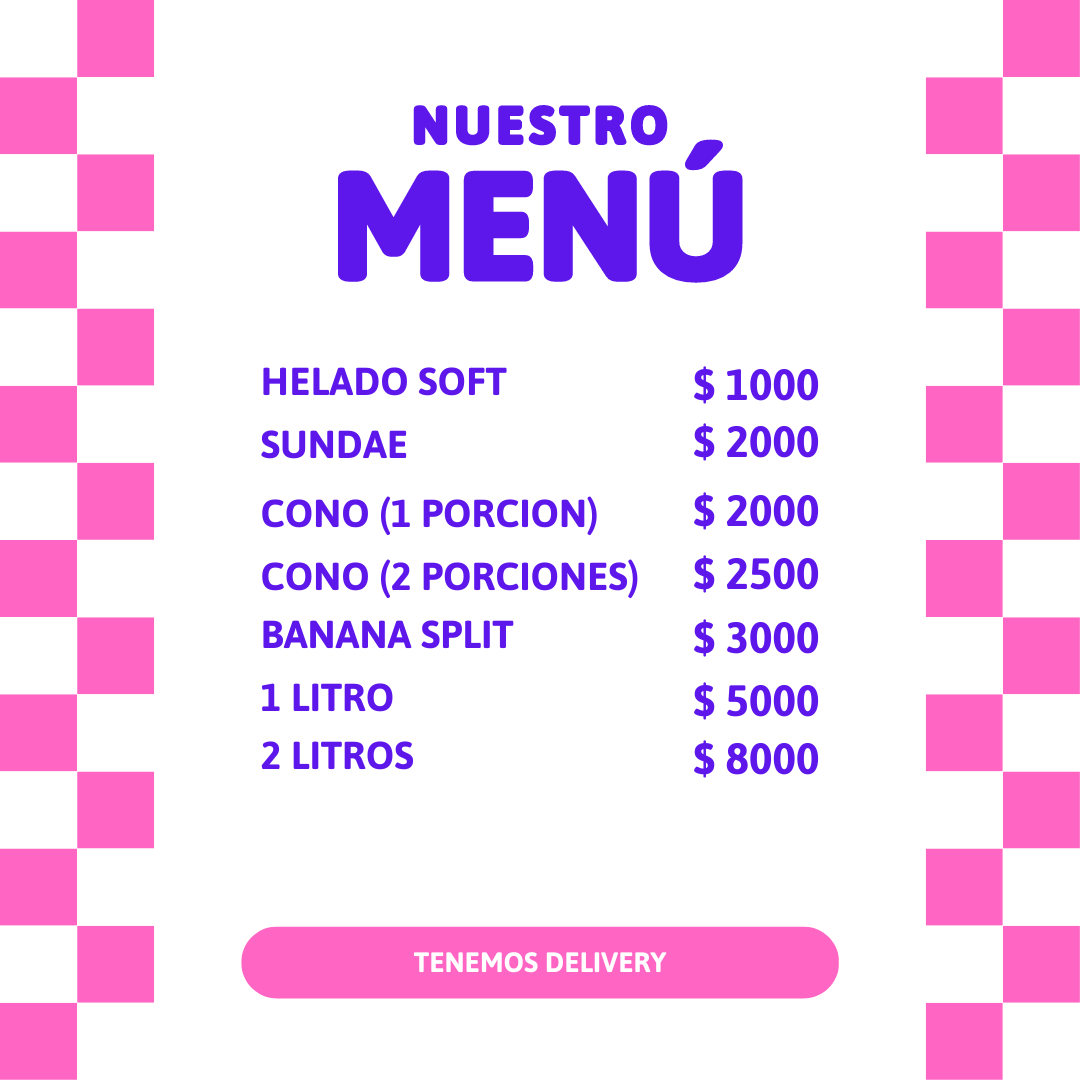 NUESTRO
MENÚ
HELADO SOFT $ 1000
SUNDAE $ 2000
CONO (1 PORCION) $ 2000
CONO (2 PORCIONES) $ 2500
BANANA SPLIT $ 3000
1 LITRO $ 5000
2 LITROS $ 8000
TENEMOS DELIVERY